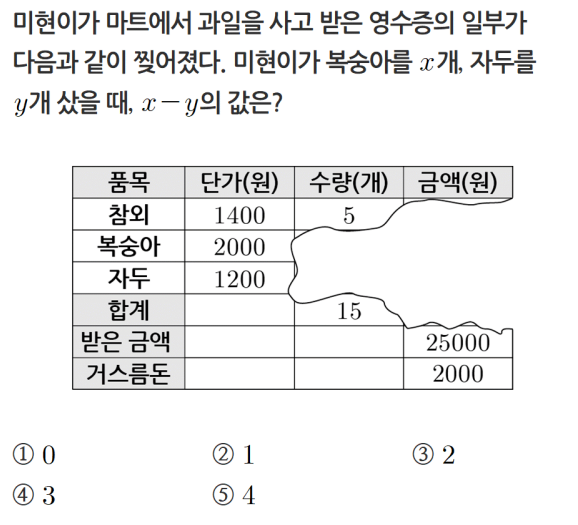 미현이가 마트에서 과일을 사고 받은 영수증의 일부가
다음과 같이 찢어졌다. 미현이가 복숭아를 x개, 자두를
y개 샀을 때, x－y의 값은?
품목 단가(원) 수량(개) 금액(원)
참외 1400 5
복숭아 2000
자두 1200
합계 15
받은 금액 25000
거스름돈 2000
① 0 ② 1 ③ 2
④ 3 ⑤ 4